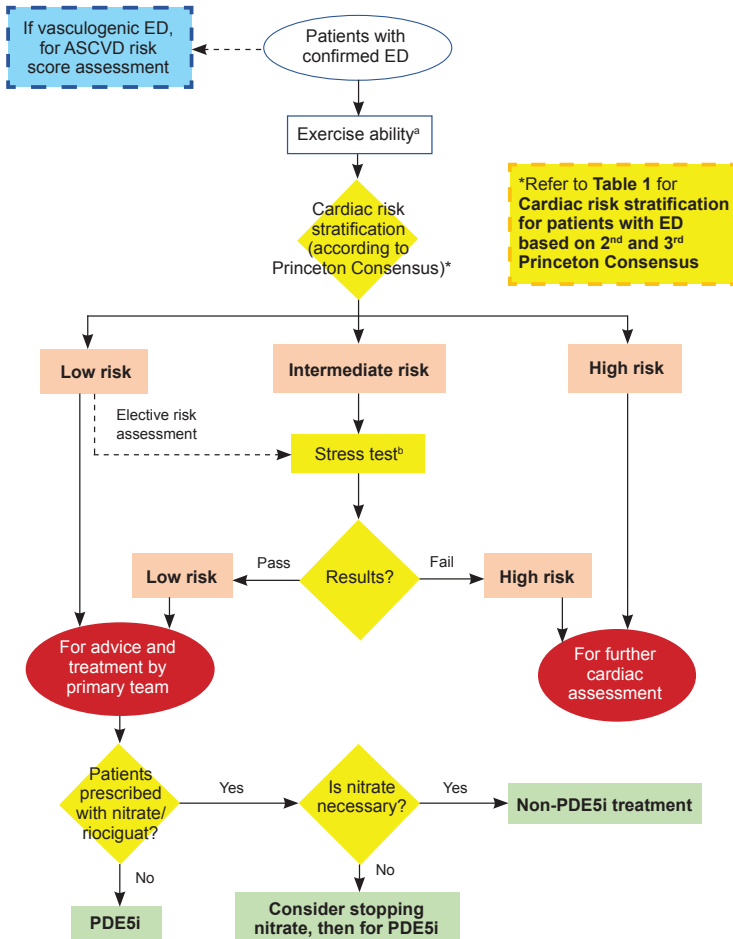 If vasculogenic ED,
for ASCVD risk
score assessment
Patients with
confirmed ED
Exercise abilityᵃ
*Refer to Table 1 for
Cardiac risk stratification
for patients with ED
based on 2ⁿᵈ and 3ʳᵈ
Princeton Consensus
Cardiac risk
stratification
(according to
Princeton Consensus)*
Low risk
Intermediate risk
High risk
Elective risk
assessment
Stress testᵇ
Low risk
Pass
Results?
Fail
High risk
For advice and
treatment by
primary team
For further
cardiac
assessment
Patients
prescribed
with nitrate/
riociguat?
Yes
Is nitrate
necessary?
Yes
Non-PDE5i treatment
No
No
PDE5i
Consider stopping
nitrate, then for PDE5i